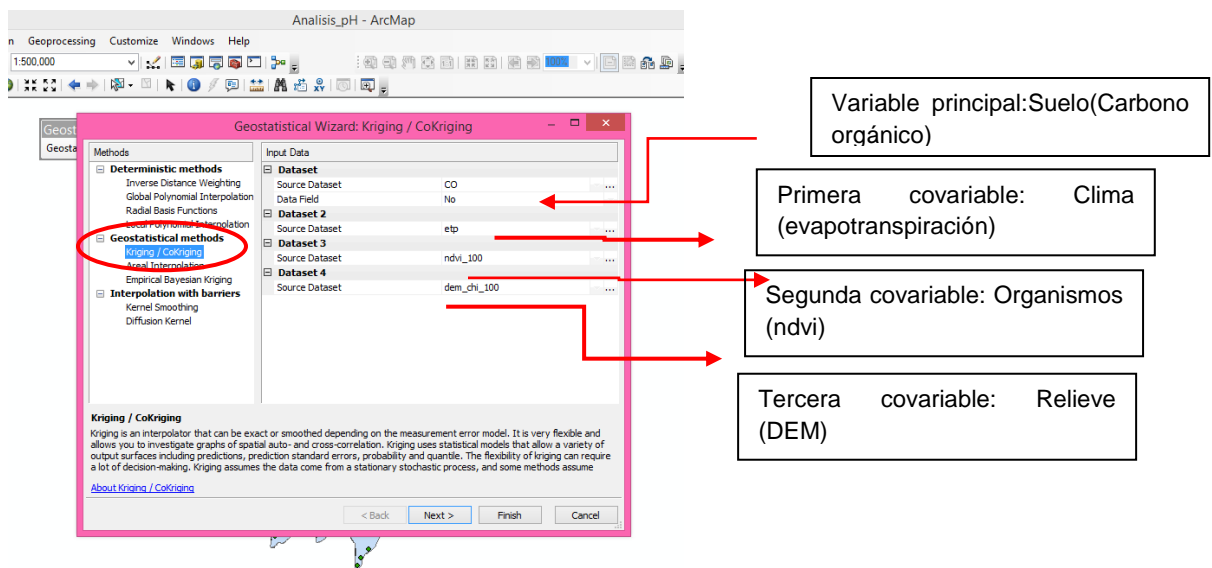 Analisis_pH - ArcMap
n Geoprocessing Customize Windows Help
1:500,000
100%
Geost
Geosta
Geostatistical Wizard: Kriging / CoKriging
Methods
Deterministic methods
Inverse Distance Weighting
Global Polynomial Interpolation
Radial Basis Functions
Local Polynomial Interpolation
Geostatistical methods
Kriging / CoKriging
Areal Interpolation
Empirical Bayesian Kriging
Interpolation with barriers
Kernel Smoothing
Diffusion Kernel
Input Data
Dataset
Source Dataset CO ...
Data Field No
Dataset 2
Source Dataset etp ...
Dataset 3
Source Dataset ndvi_100 ...
Dataset 4
Source Dataset dem_chi_100 ...
Kriging / CoKriging
Kriging is an interpolator that can be exact or smoothed depending on the measurement error model. It is very flexible and
allows you to investigate graphs of spatial auto- and cross-correlation. Kriging uses statistical models that allow a variety of
output surfaces including predictions, prediction standard errors, probability and quantile. The flexibility of kriging can require
a lot of decision-making. Kriging assumes the data come from a stationary stochastic process, and some methods assume
About Kriging / CoKriging
< Back Next > Finish Cancel
Variable principal:Suelo(Carbono
orgánico)
Primera covariable: Clima
(evapotranspiración)
Segunda covariable: Organismos
(ndvi)
Tercera covariable: Relieve
(DEM)